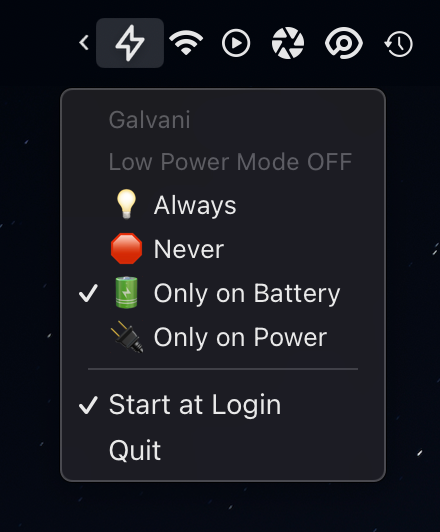 Galvani
Low Power Mode OFF
Always
Never
Only on Battery
Only on Power
Start at Login
Quit